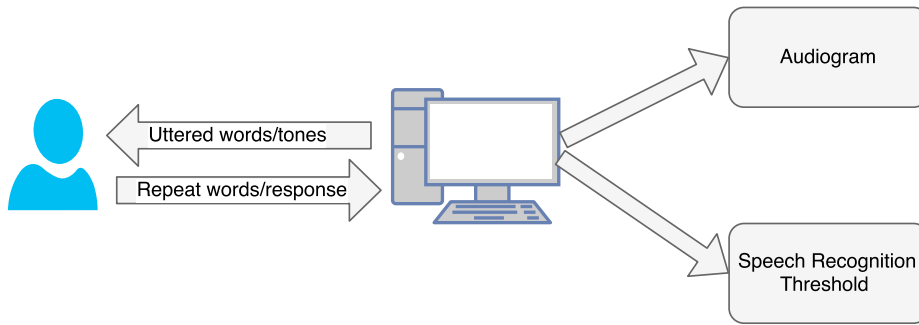 Uttered words/tones
Repeat words/response
Audiogram
Speech Recognition
Threshold